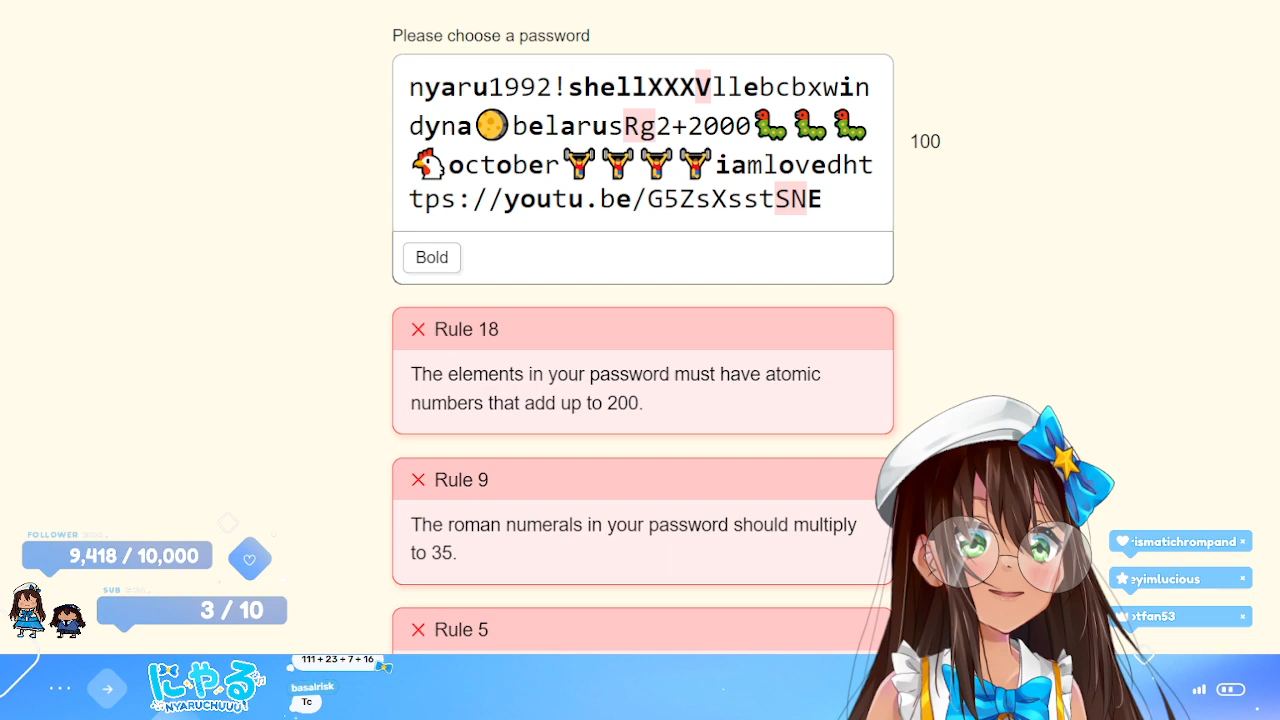 Please choose a password
nyaru1992!shellXXXVllebcbxwin
dyna🌕belarusRg2+2000🐛🐛🐛
🐔october🏋️🏋️🏋️🏋️iamlovedht
tps://youtu.be/G5ZsXsstSNE
100
Bold
✕ Rule 18
The elements in your password must have atomic
numbers that add up to 200.
✕ Rule 9
The roman numerals in your password should multiply
to 35.
✕ Rule 5
FOLLOWER
9,418 / 10,000
SUB
3 / 10
ismatichrompand ×
eyimlucious ×
otfan53 ×
111 + 23 + 7 + 16
basalrisk
Tc
にゃる
NYARUCHUUU!